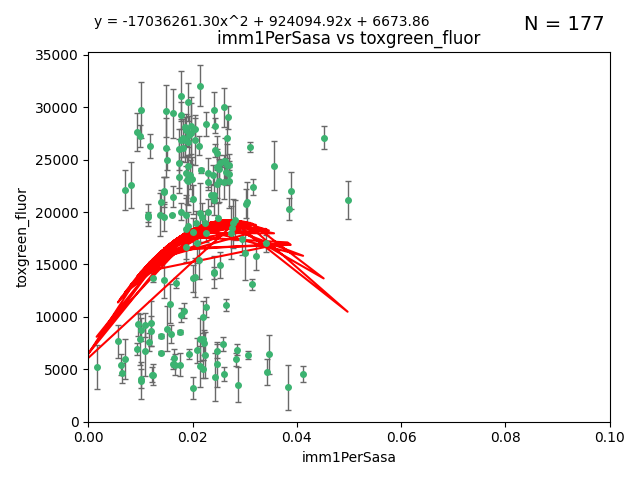 y = -17036261.30x^2 + 924094.92x + 6673.86
N = 177
imm1PerSasa vs toxgreen_fluor
35000
30000
25000
20000
15000
10000
5000
0
toxgreen_fluor
0.00 0.02 0.04 0.06 0.08 0.10
imm1PerSasa